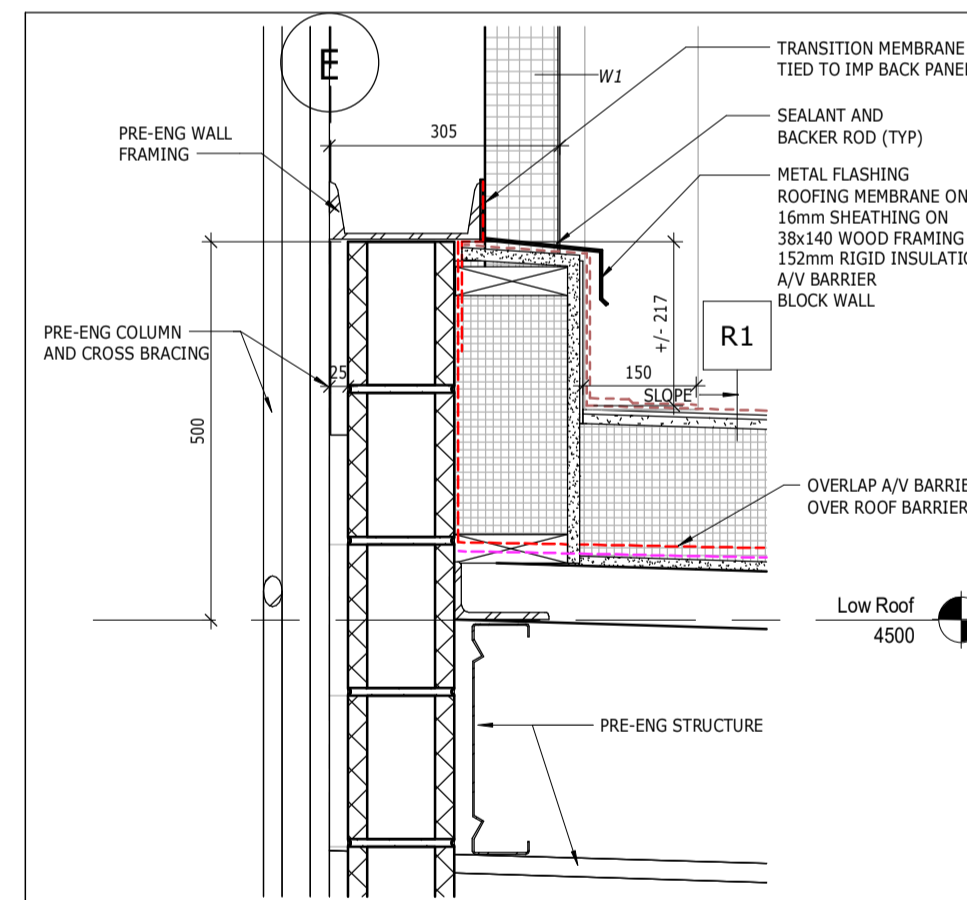 E
TRANSITION MEMBRANE
TIED TO IMP BACK PANEL
W1
SEALANT AND
BACKER ROD (TYP)
PRE-ENG WALL
FRAMING
305
METAL FLASHING
ROOFING MEMBRANE ON
16mm SHEATHING ON
38x140 WOOD FRAMING
152mm RIGID INSULATIO
A/V BARRIER
BLOCK WALL
+/- 217
R1
PRE-ENG COLUMN
AND CROSS BRACING
25
150
SLOPE
500
OVERLAP A/V BARRIE
OVER ROOF BARRIER
Low Roof
4500
PRE-ENG STRUCTURE